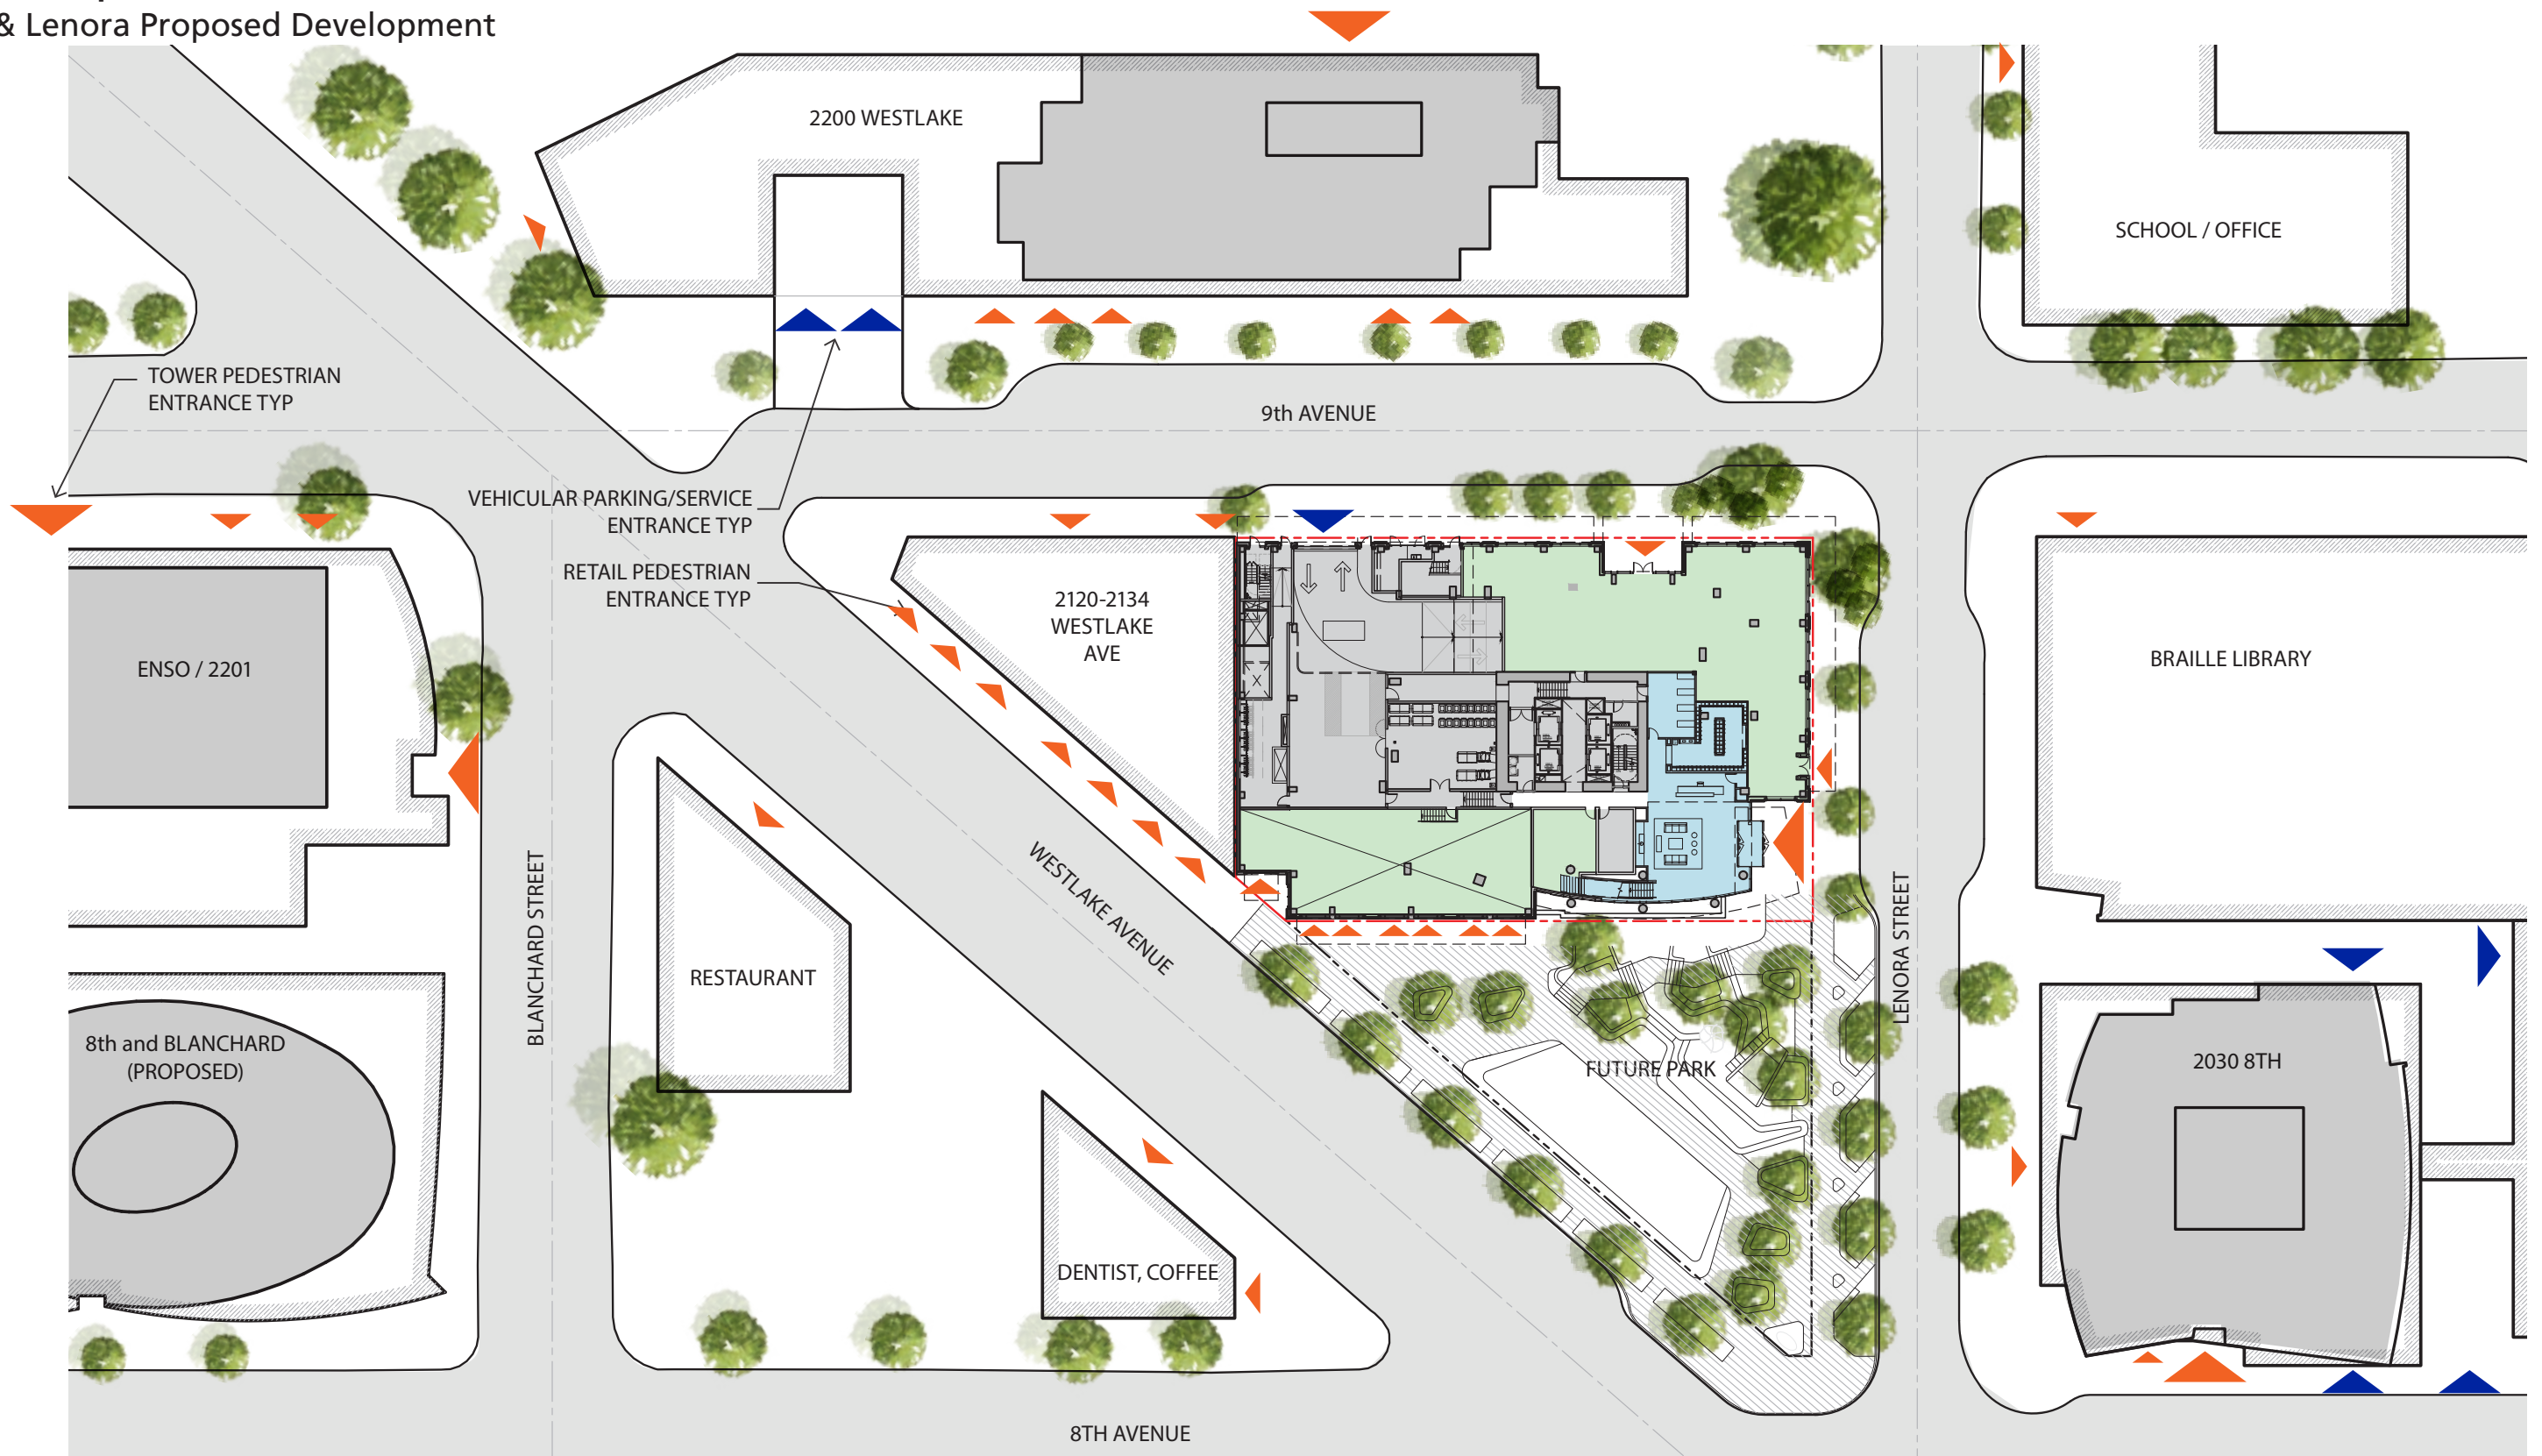 & Lenora Proposed Development
2200 WESTLAKE
SCHOOL / OFFICE
TOWER PEDESTRIAN
ENTRANCE TYP
9th AVENUE
VEHICULAR PARKING/SERVICE
ENTRANCE TYP
RETAIL PEDESTRIAN
ENTRANCE TYP
2120-2134
WESTLAKE
AVE
ENSO / 2201
BRAILLE LIBRARY
WESTLAKE AVENUE
BLANCHARD STREET
LENORA STREET
RESTAURANT
8th and BLANCHARD
(PROPOSED)
FUTURE PARK
2030 8TH
DENTIST, COFFEE
8TH AVENUE